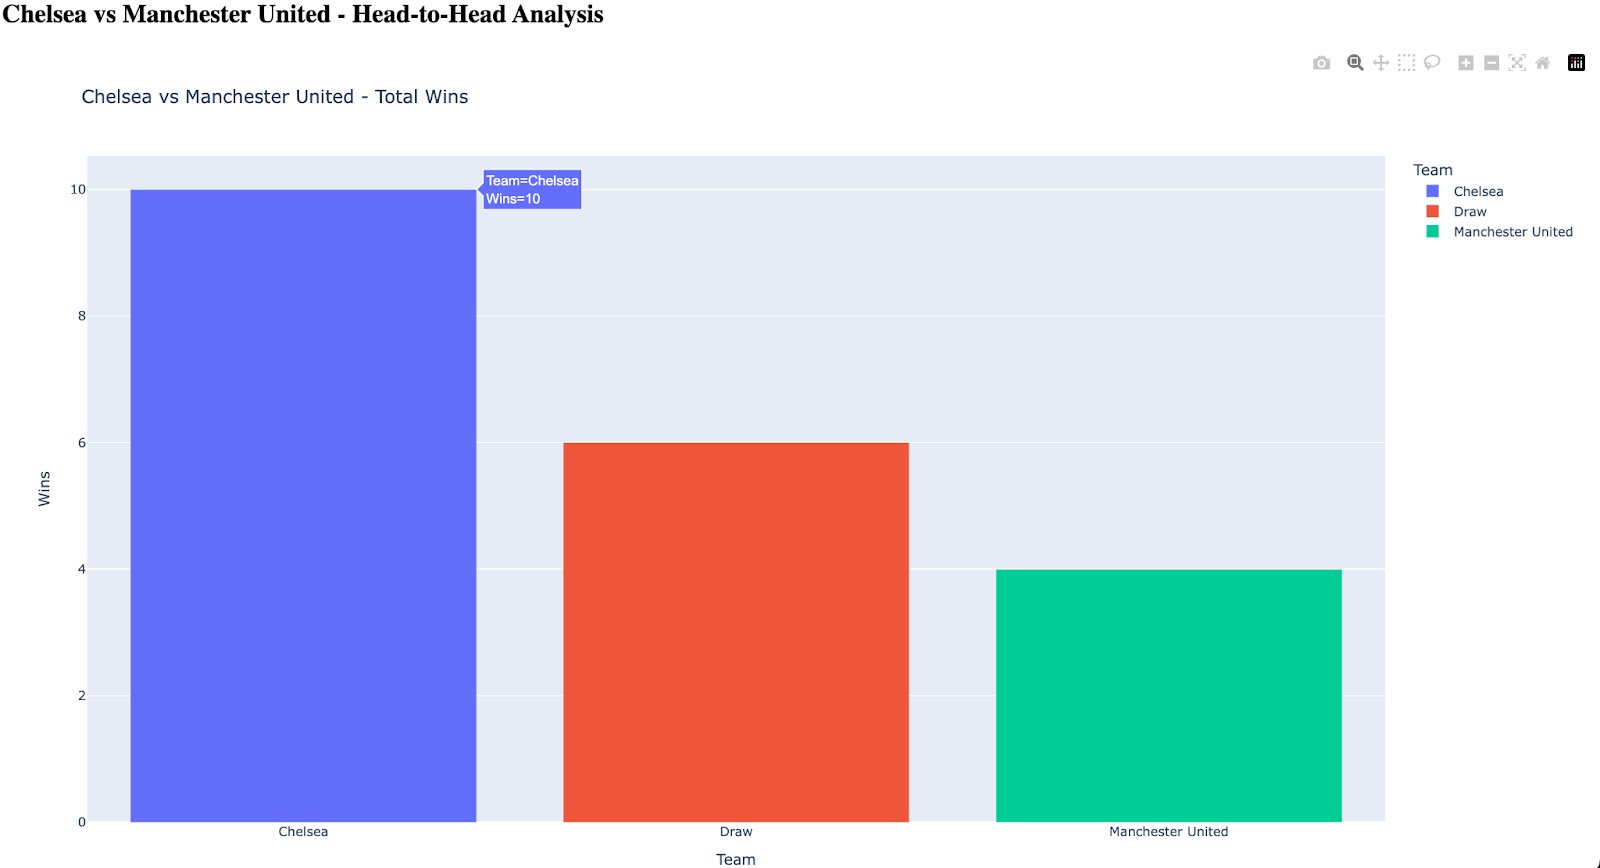 Chelsea vs Manchester United - Head-to-Head Analysis
Chelsea vs Manchester United - Total Wins
Team=Chelsea
Wins=10
Team
Chelsea
Draw
Manchester United
10
8
6
4
2
0
Wins
Chelsea
Draw
Manchester United
Team